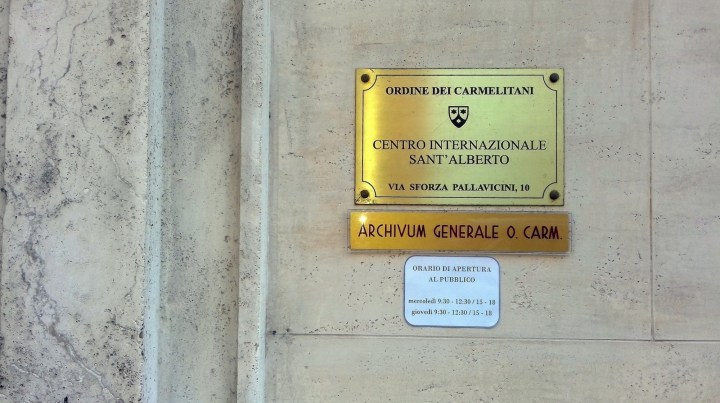 ORDINE DEI CARMELITANI
CENTRO INTERNAZIONALE
SANT'ALBERTO
VIA SFORZA PALLAVICINI, 10
ARCHIVUM GENERALE O. CARM.
ORARIO DI APERTURA
AL PUBBLICO
mercoledì 9:30 - 12:30 / 15 - 18
giovedì 9:30 - 12:30 / 15 - 18